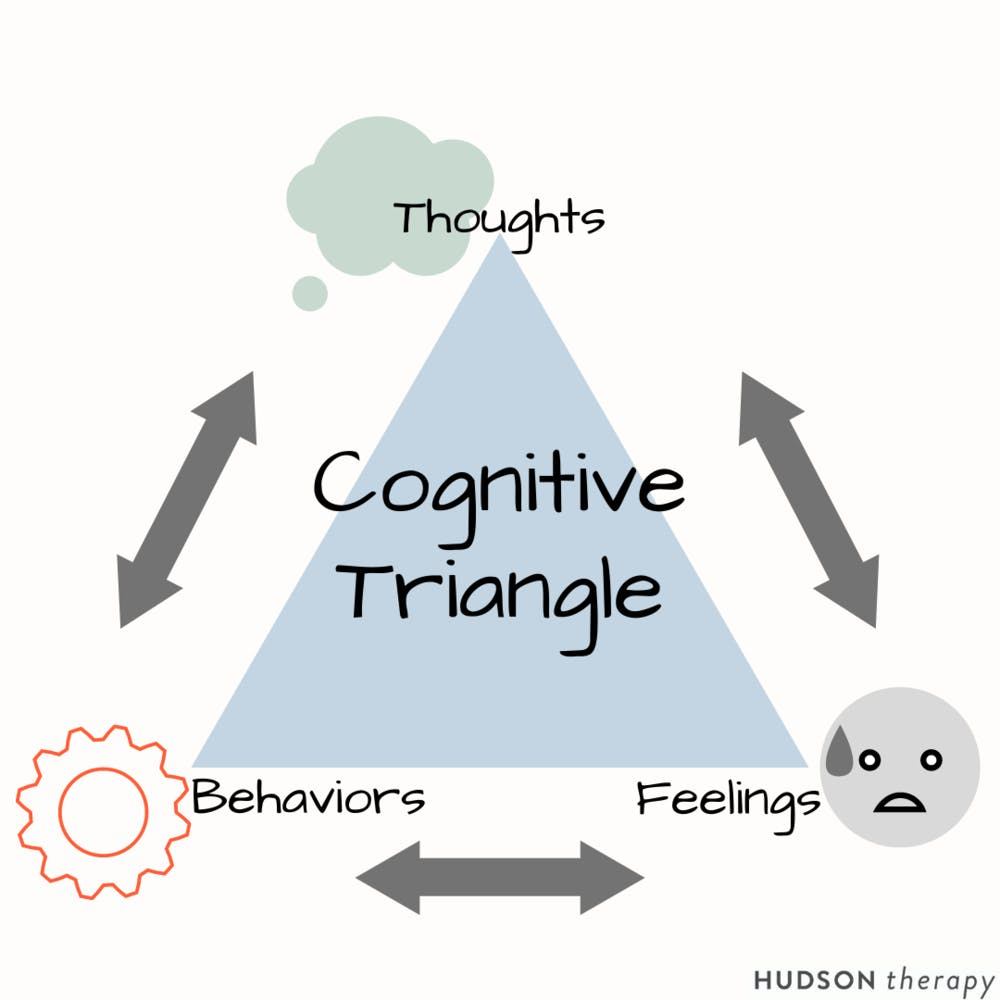 Thoughts
Cognitive
Triangle
Behaviors
Feelings
HUDSON therapy